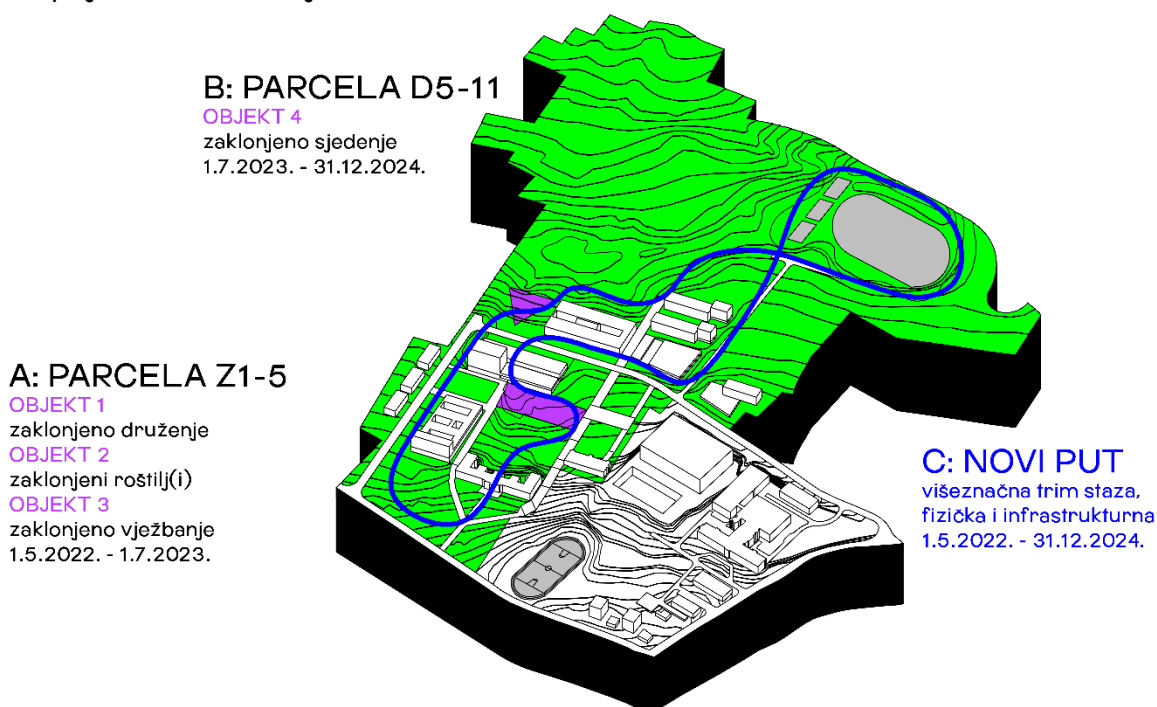 B: PARCELA D5-11
OBJEKT 4
zaklonjeno sjedenje
1.7.2023. - 31.12.2024.
A: PARCELA Z1-5
OBJEKT 1
zaklonjeno druženje
OBJEKT 2
zaklonjeni roštilj(i)
OBJEKT 3
zaklonjeno vježbanje
1.5.2022. - 1.7.2023.
C: NOVI PUT
višeznačna trim staza,
fizička i infrastrukturna
1.5.2022. - 31.12.2024.